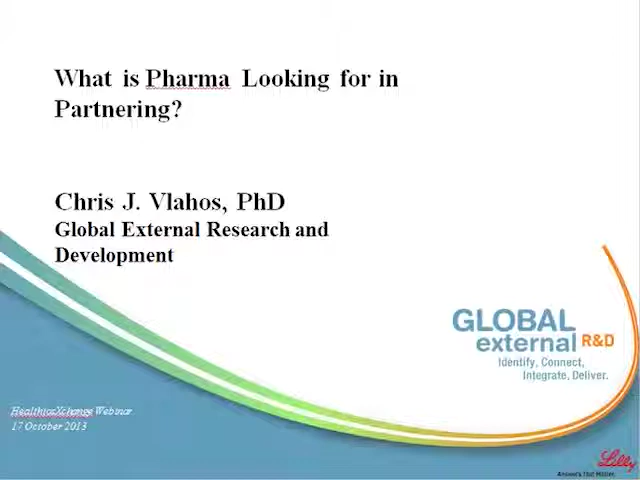 What is Pharma Looking for in
Partnering?
Chris J. Vlahos, PhD
Global External Research and
Development
GLOBAL
external R&D
Identify, Connect,
Integrate, Deliver.
HealthiosXchange Webinar
17 October 2013
Lilly
Answers That Matter.